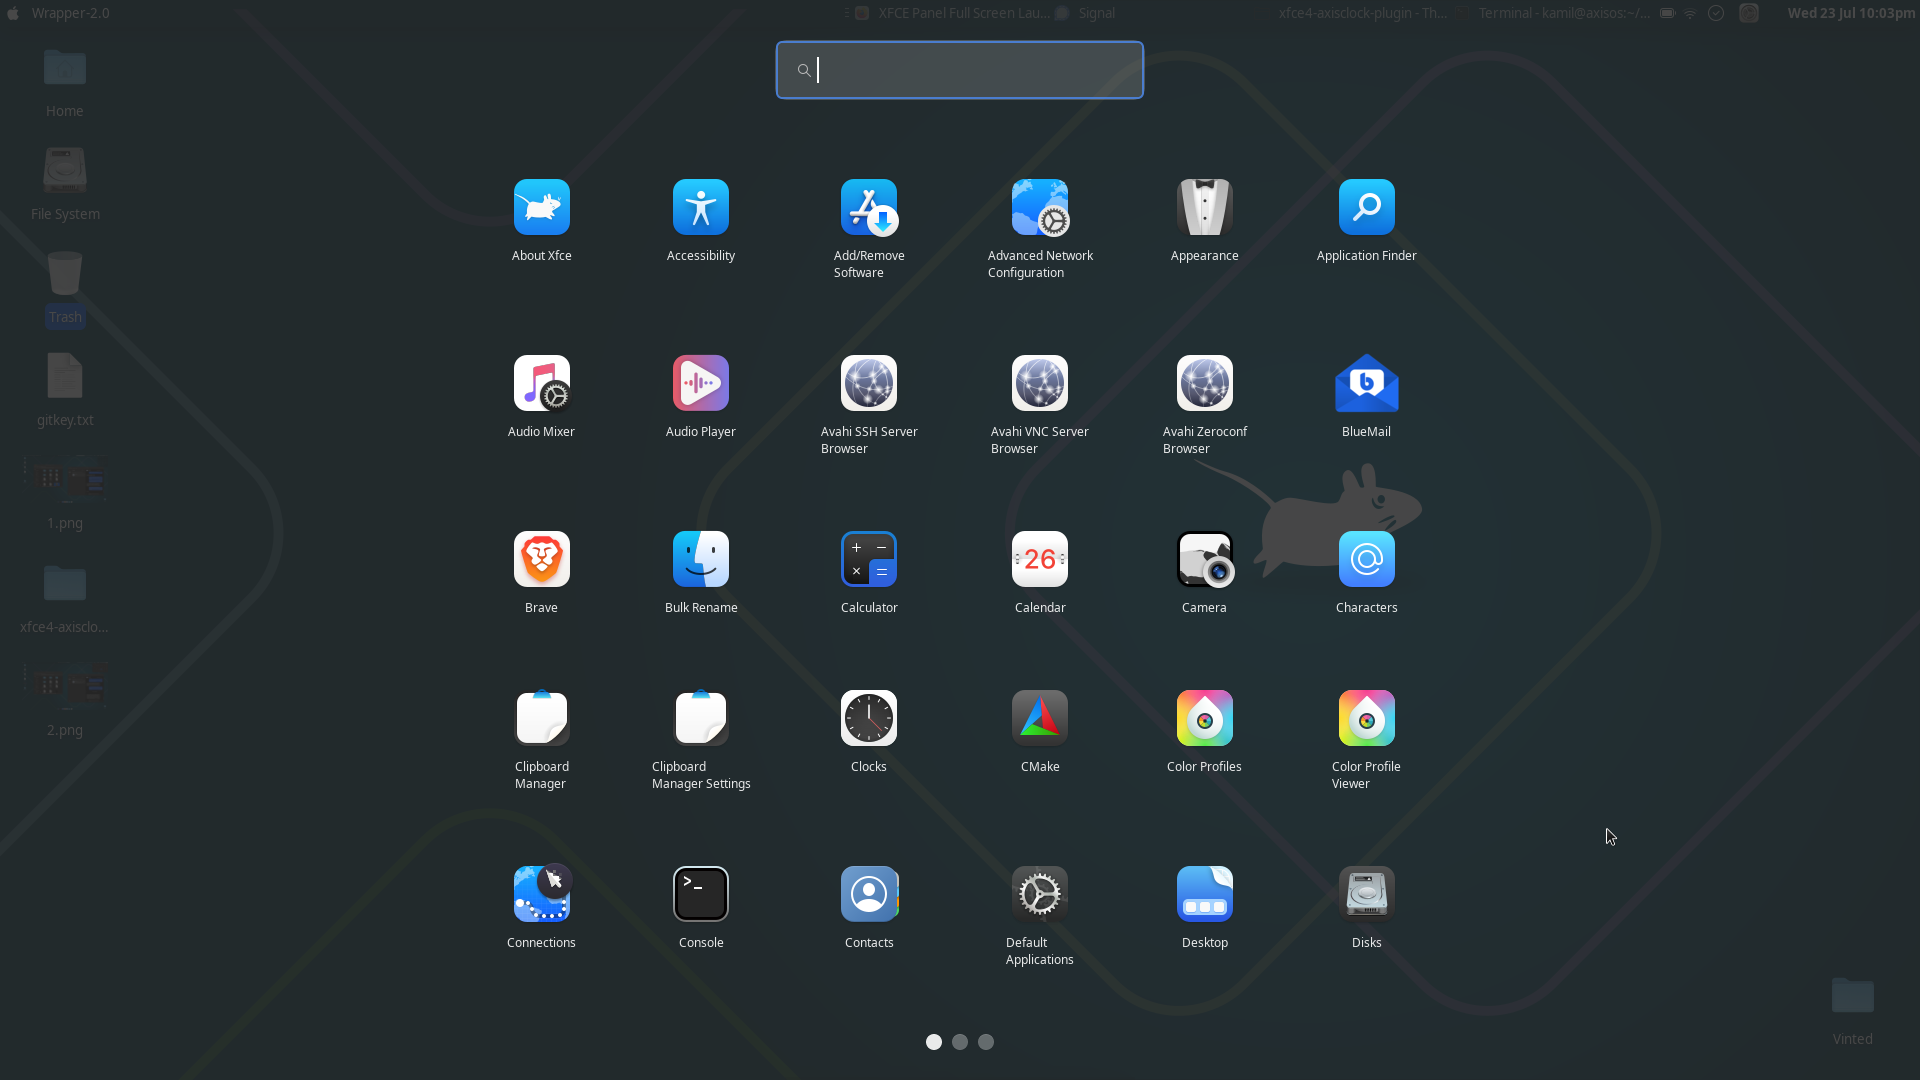 Wrapper-2.0
XFCE Panel Full Screen Lau...
Signal
xfce4-axisclock-plugin - Th...
Terminal - kamil@axisos:~/...
Wed 23 Jul 10:03pm
Home
File System
Trash
gitkey.txt
1.png
xfce4-axisclo...
2.png
About Xfce
Accessibility
Add/Remove
Software
Advanced Network
Configuration
Appearance
Application Finder
Audio Mixer
Audio Player
Avahi SSH Server
Browser
Avahi VNC Server
Browser
Avahi Zeroconf
Browser
BlueMail
Brave
Bulk Rename
Calculator
26
Calendar
Camera
Characters
Clipboard
Manager
Clipboard
Manager Settings
Clocks
CMake
Color Profiles
Color Profile
Viewer
Connections
>_
Console
Contacts
Default
Applications
Desktop
Disks
Vinted